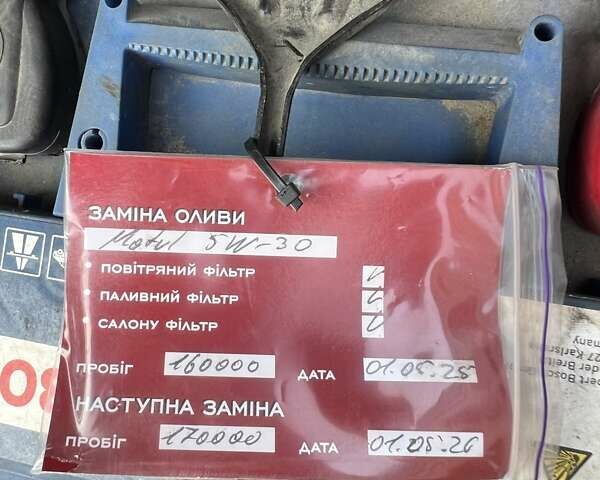 ЗАМІНА ОЛИВИ
Motul 5W-30
• ПОВІТРЯНИЙ ФІЛЬТР
• ПАЛИВНИЙ ФІЛЬТР
• САЛОНУ ФІЛЬТР
ПРОБІГ 160000 ДАТА 01.05.25
НАСТУПНА ЗАМІНА
ПРОБІГ 170000 ДАТА 01.05.26